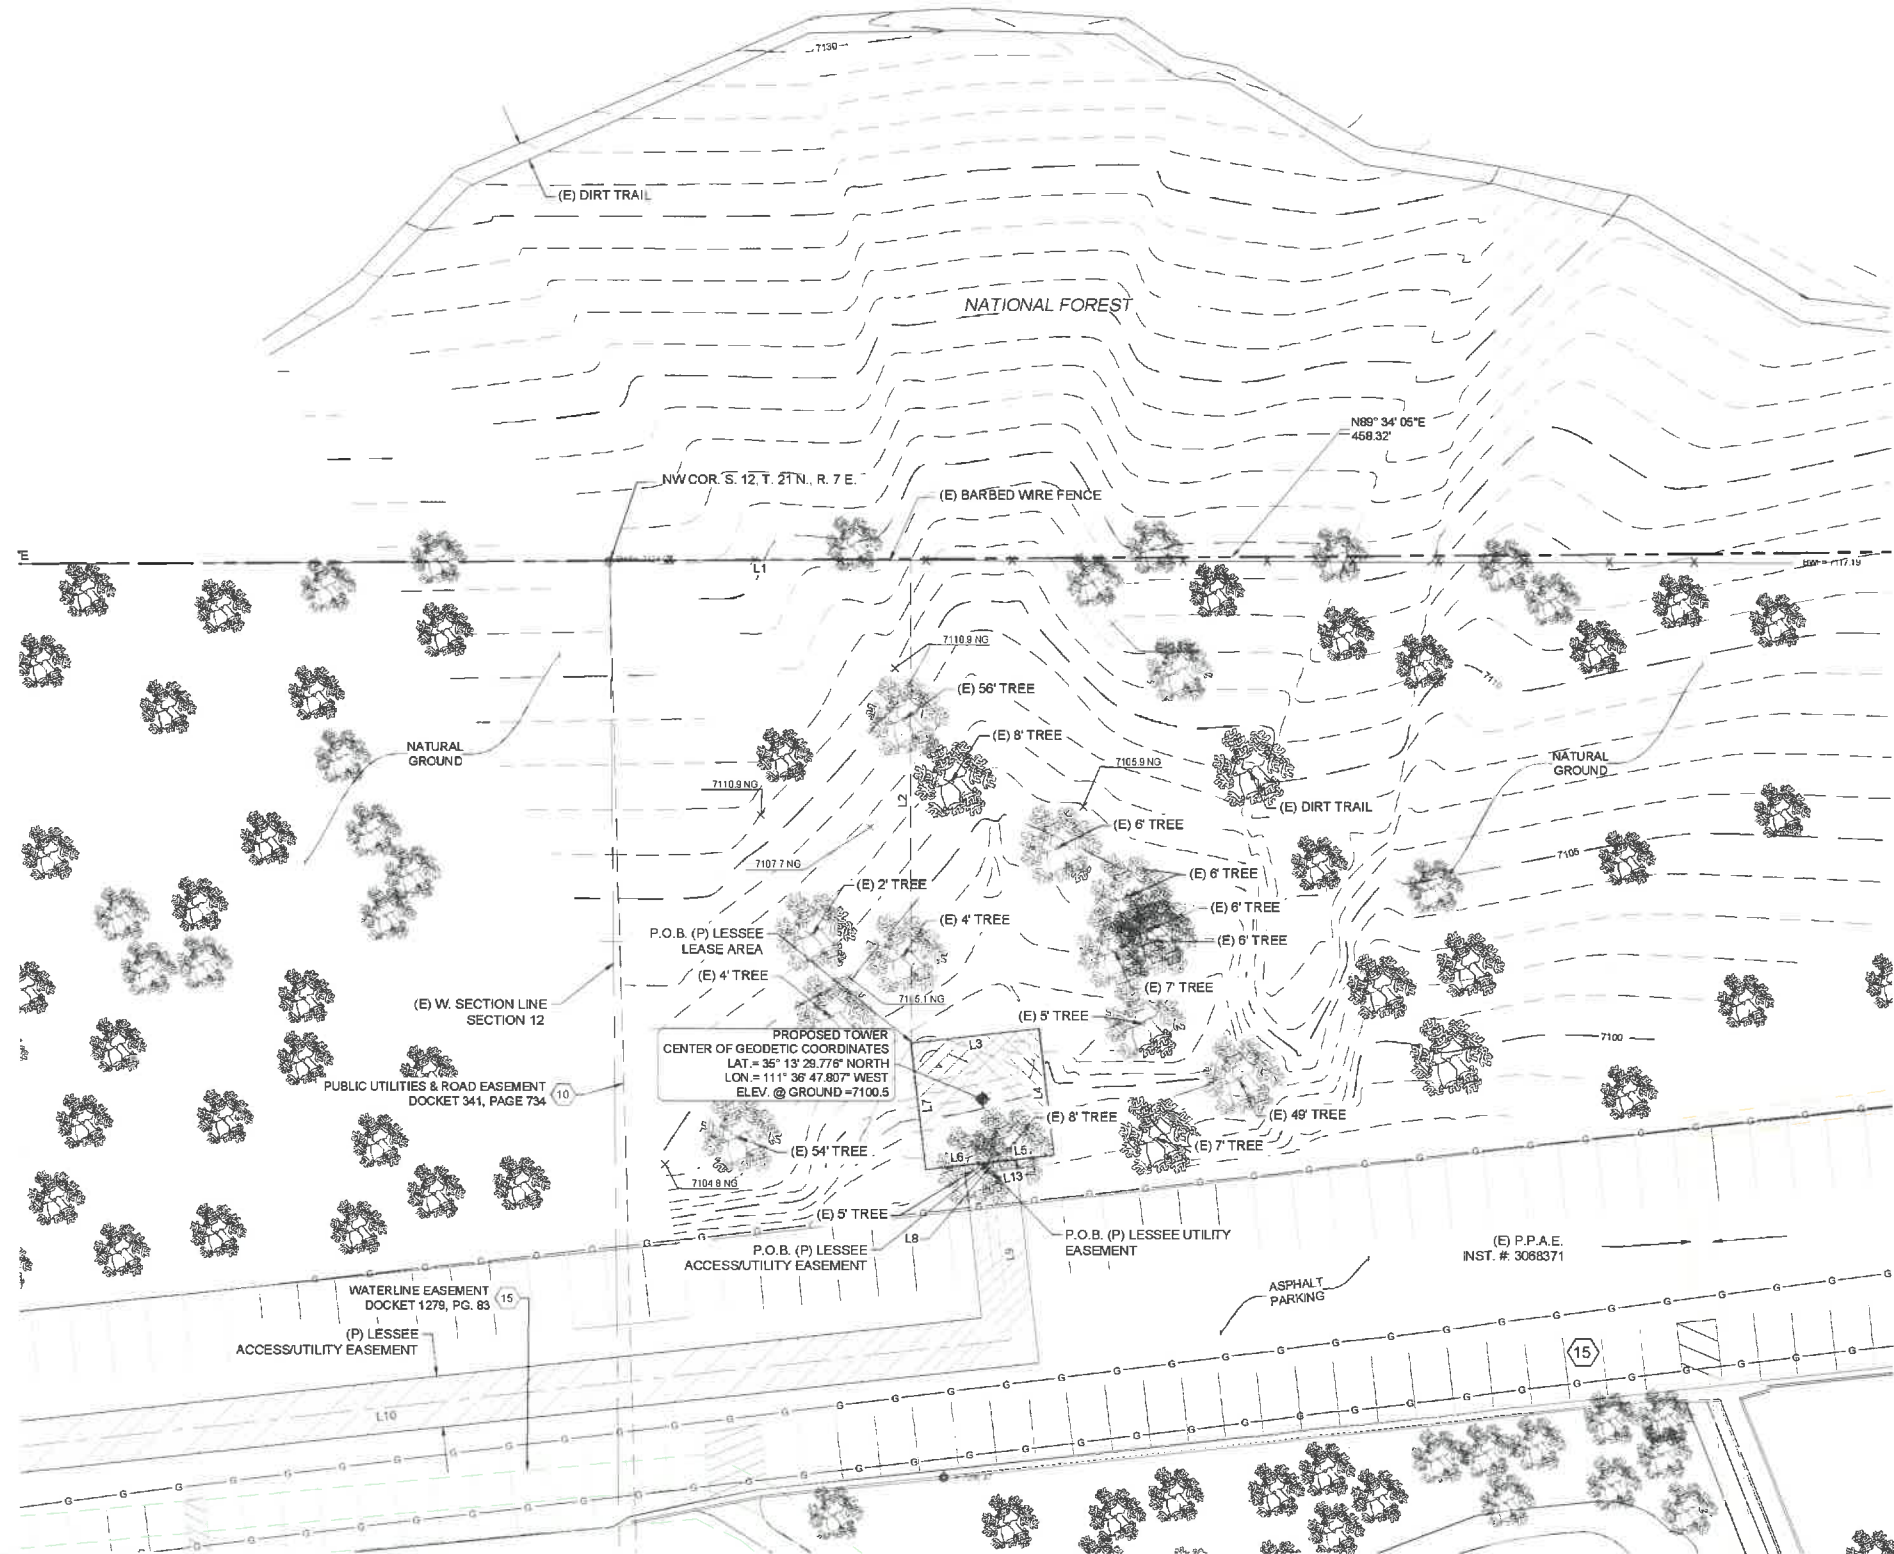 7130
(E) DIRT TRAIL
NATIONAL FOREST
N89° 34' 05"E
458.32'
NW COR. S. 12, T. 21 N., R. 7 E.
(E) BARBED WIRE FENCE
"E
L1
7110.9 NG
(E) 56' TREE
(E) 8' TREE
NATURAL
GROUND
7105.9 NG
NATURAL
GROUND
7110.9 NG
L2
(E) DIRT TRAIL
(E) 6' TREE
7105
7107.7 NG
(E) 6' TREE
(E) 2' TREE
(E) 6' TREE
(E) 4' TREE
P.O.B. (P) LESSEE
LEASE AREA
(E) 6' TREE
(E) 4' TREE
(E) 7' TREE
(E) W. SECTION LINE
SECTION 12
(E) 5' TREE
PROPOSED TOWER
CENTER OF GEODETIC COORDINATES
LAT.= 35° 13' 29.776" NORTH
LON.= 111° 36' 47.807" WEST
ELEV. @ GROUND =7100.5
L3
7100
PUBLIC UTILITIES & ROAD EASEMENT
DOCKET 341, PAGE 734
10
L7
L4
(E) 8' TREE
(E) 49' TREE
(E) 54' TREE
L6
L5
(E) 7' TREE
L13
7104.8 NG
(E) 5' TREE
L8
P.O.B. (P) LESSEE UTILITY
EASEMENT
P.O.B. (P) LESSEE
ACCESS/UTILITY EASEMENT
L9
(E) P.P.A.E.
INST. #: 3068371
ASPHALT
PARKING
WATERLINE EASEMENT
DOCKET 1279, PG. 83
15
(P) LESSEE
ACCESS/UTILITY EASEMENT
15
L10